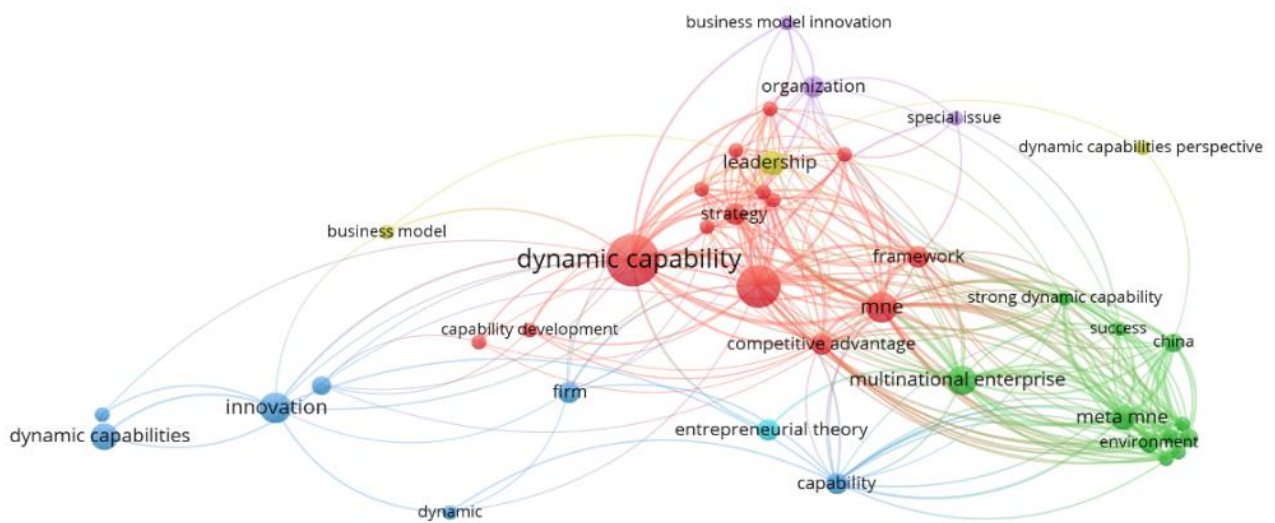 business model innovation
organization
special issue
dynamic capabilities perspective
leadership
strategy
business model
dynamic capability
framework
strong dynamic capability
mne
success
capability development
competitive advantage
china
multinational enterprise
firm
innovation
meta mne
entrepreneurial theory
dynamic capabilities
environment
capability
dynamic